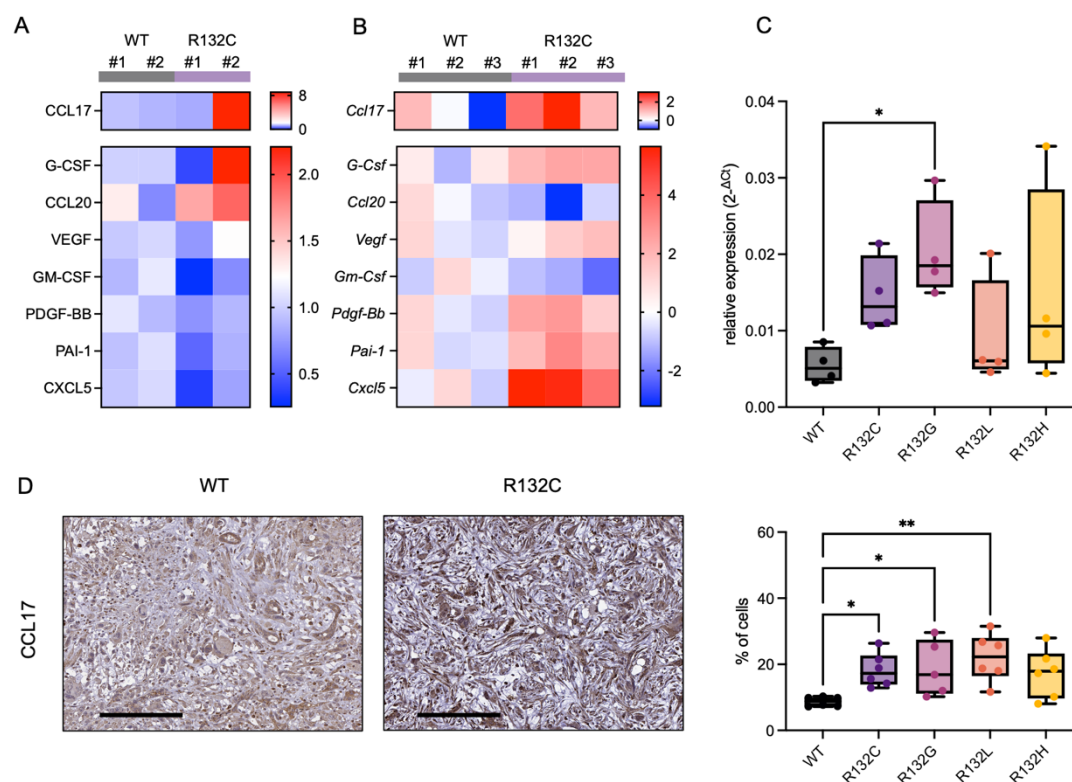 A
WT R132C
#1 #2 #1 #2
CCL17
8
4
0
G-CSF
CCL20
VEGF
GM-CSF
PDGF-BB
PAI-1
CXCL5
2.0
1.5
1.0
0.5
B
WT R132C
#1 #2 #3 #1 #2 #3
Ccl17
2
0
G-Csf
Ccl20
Vegf
Gm-Csf
Pdgf-Bb
Pai-1
Cxcl5
4
2
0
-2
C
relative expression (2-ΔCt)
0.04
0.03
0.02
0.01
0.00
*
WT R132C R132G R132L R132H
D
WT R132C
CCL17
% of cells
60
40
20
0
**
*
*
WT R132C R132G R132L R132H